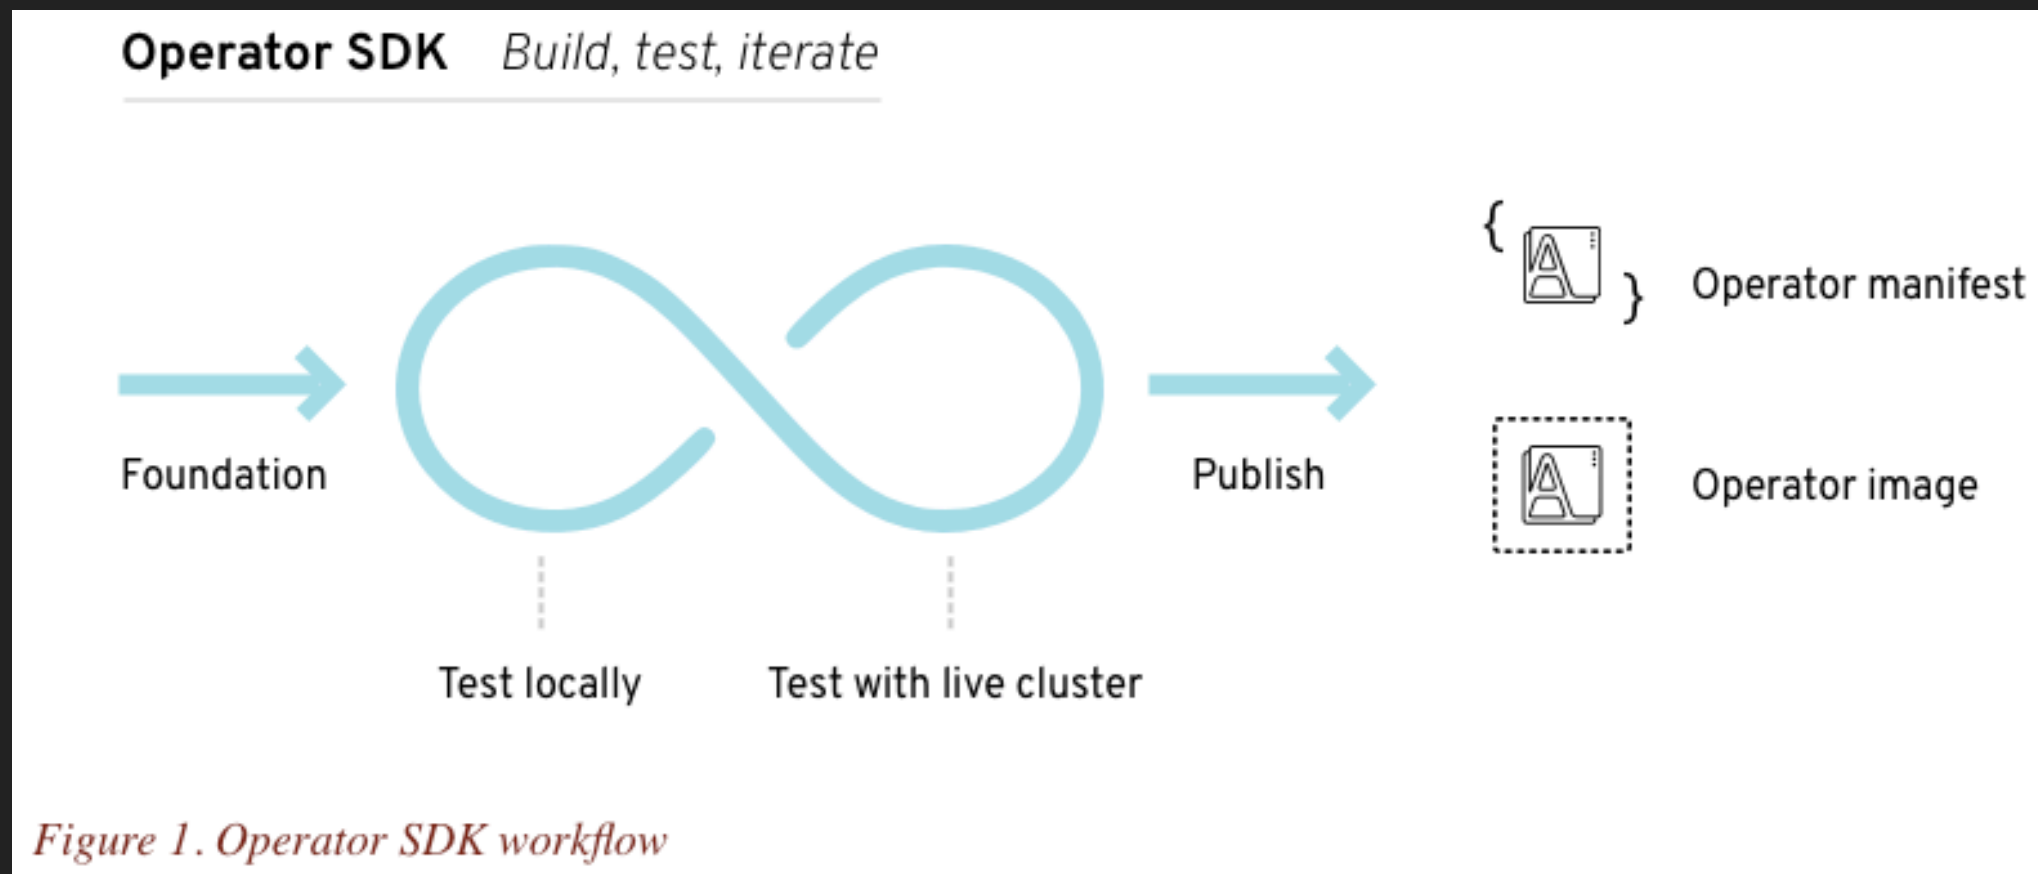 Operator SDK Build, test, iterate
{
}
Operator manifest
Foundation
Publish
Operator image
Test locally
Test with live cluster
Figure 1. Operator SDK workflow